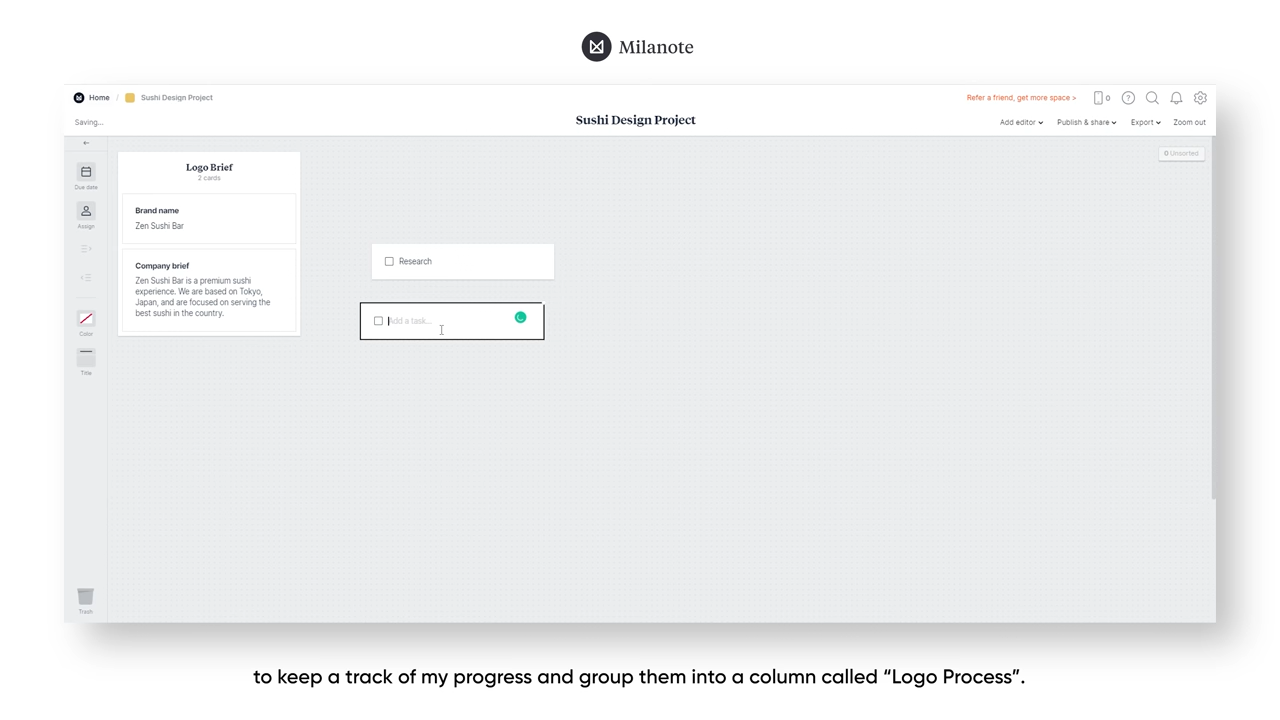 Milanote
Home / Sushi Design Project
Refer a friend, get more space >
0
?
Saving...
Sushi Design Project
Add editor
Publish & share
Export
Zoom out
0 Unsorted
Due date
Assign
Color
Title
Trash
Logo Brief
2 cards
Brand name
Zen Sushi Bar
Company brief
Zen Sushi Bar is a premium sushi
experience. We are based on Tokyo,
Japan, and are focused on serving the
best sushi in the country.
Research
Add a task...
to keep a track of my progress and group them into a column called “Logo Process”.